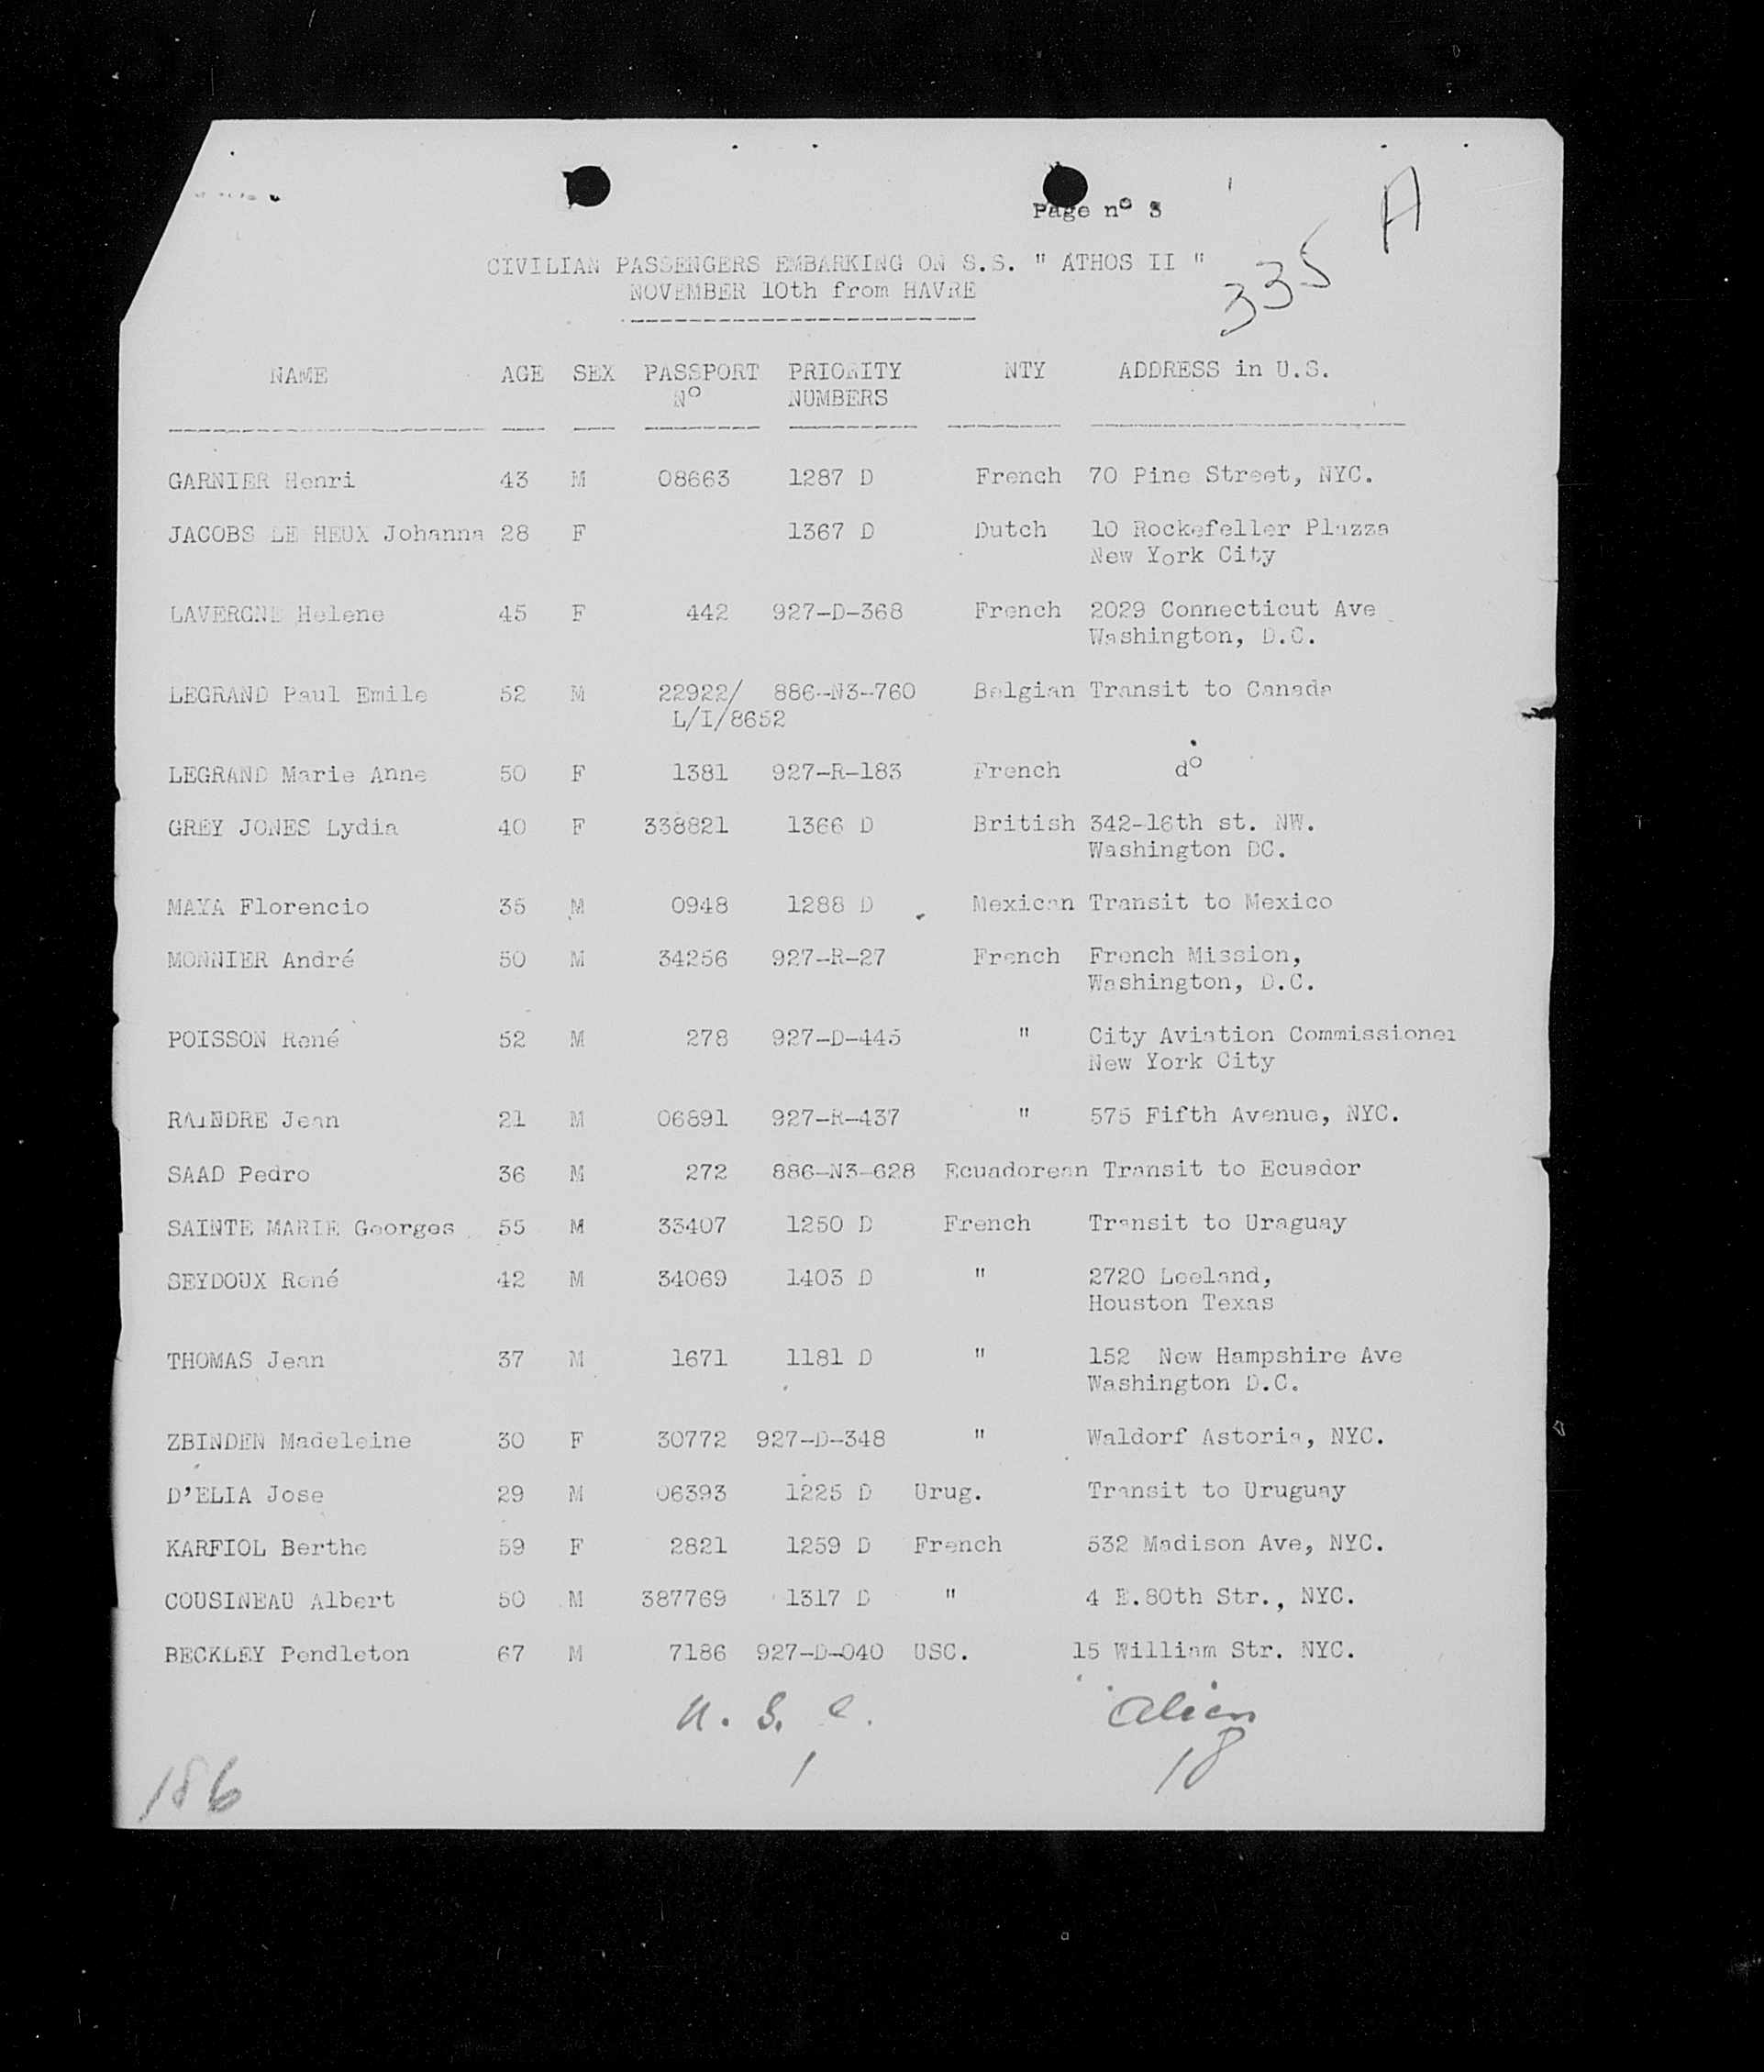 Page nº 3
A
335
CIVILIAN PASSENGERS EMBARKING ON S.S. " ATHOS II "
NOVEMBER 10th from HAVRE
NAME AGE SEX PASSPORT PRIORITY NTY ADDRESS in U.S.
Nº NUMBERS
GARNIER Henri 43 M 08663 1287 D French 70 Pine Street, NYC.
JACOBS LE HEUX Johanna 28 F 1367 D Dutch 10 Rockefeller Plazza
New York City
LAVERGNE Helene 45 F 442 927-D-368 French 2029 Connecticut Ave
Washington, D.C.
LEGRAND Paul Emile 52 M 22922/ 886-N3-760 Belgian Transit to Canada
L/I/8652
LEGRAND Marie Anne 50 F 1381 927-R-183 French dº
GREY JONES Lydia 40 F 338821 1366 D British 342-16th st. NW.
Washington DC.
MAYA Florencio 35 M 0948 1288 D Mexican Transit to Mexico
MONNIER André 50 M 34256 927-R-27 French French Mission,
Washington, D.C.
POISSON René 52 M 278 927-D-445 " City Aviation Commissioner
New York City
RAINDRE Jean 21 M 06891 927-R-437 " 575 Fifth Avenue, NYC.
SAAD Pedro 36 M 272 886-N3-628 Ecuadorean Transit to Ecuador
SAINTE MARIE Georges 55 M 33407 1250 D French Transit to Uraguay
SEYDOUX René 42 M 34069 1403 D " 2720 Leeland,
Houston Texas
THOMAS Jean 37 M 1671 1181 D " 152 New Hampshire Ave
Washington D.C.
ZBINDEN Madeleine 30 F 30772 927-D-348 " Waldorf Astoria, NYC.
D'ELIA Jose 29 M 06393 1225 D Urug. Transit to Uruguay
KARFIOL Berthe 59 F 2821 1259 D French 532 Madison Ave, NYC.
COUSINEAU Albert 50 M 387769 1317 D " 4 E.80th Str., NYC.
BECKLEY Pendleton 67 M 7186 927-D-040 USC. 15 William Str. NYC.
U. S. C. Alien
1 18
186